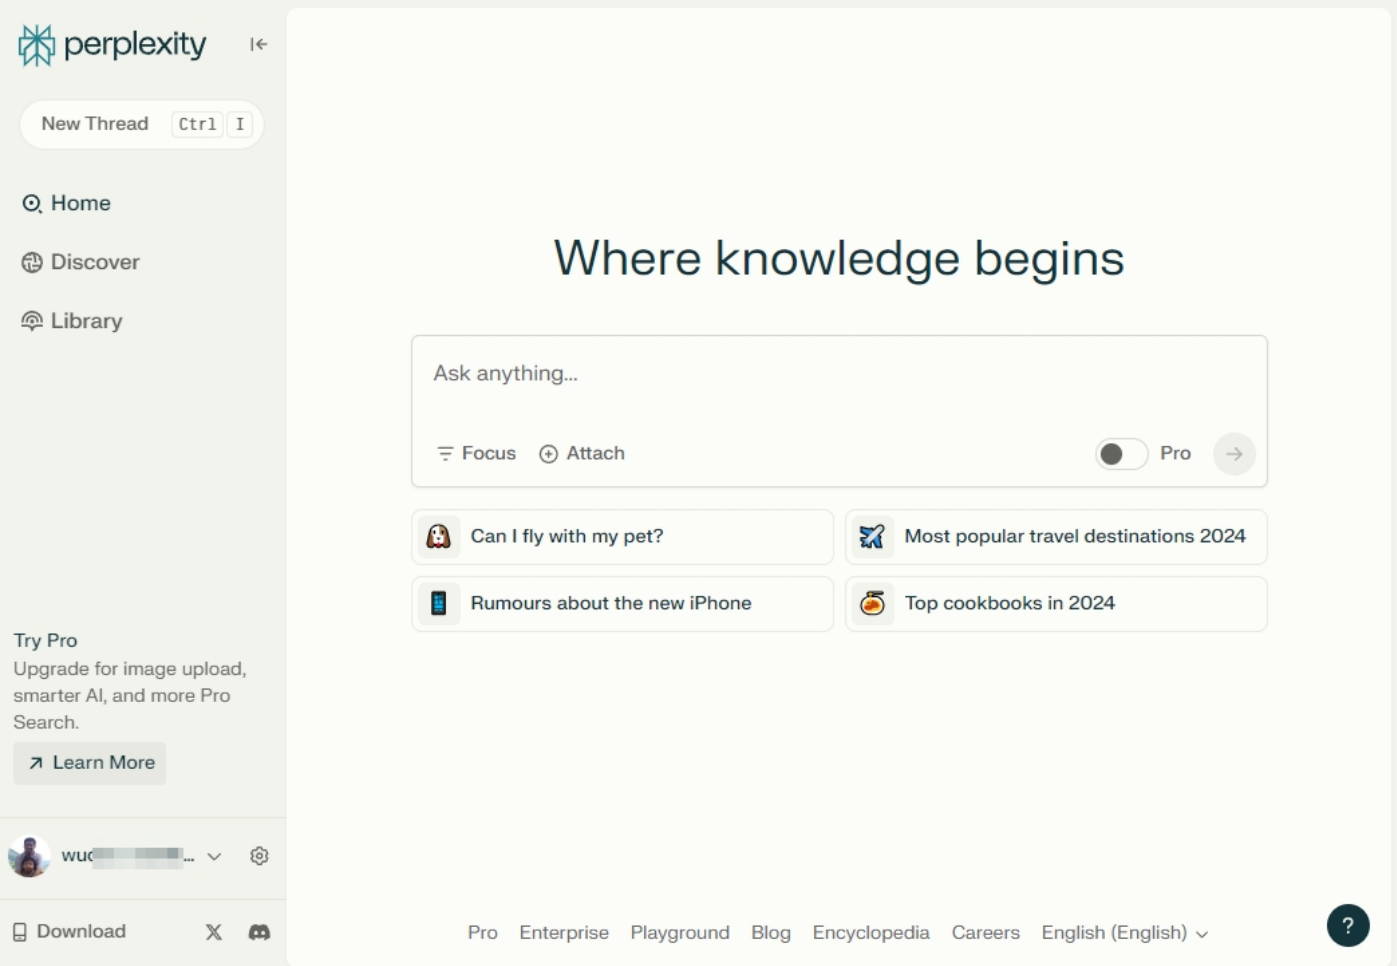 perplexity
New Thread Ctrl I
Home
Discover
Library
Try Pro
Upgrade for image upload,
smarter AI, and more Pro
Search.
Learn More
Download
Where knowledge begins
Ask anything...
Focus Attach Pro
Can I fly with my pet?
Most popular travel destinations 2024
Rumours about the new iPhone
Top cookbooks in 2024
Pro Enterprise Playground Blog Encyclopedia Careers English (English)
?